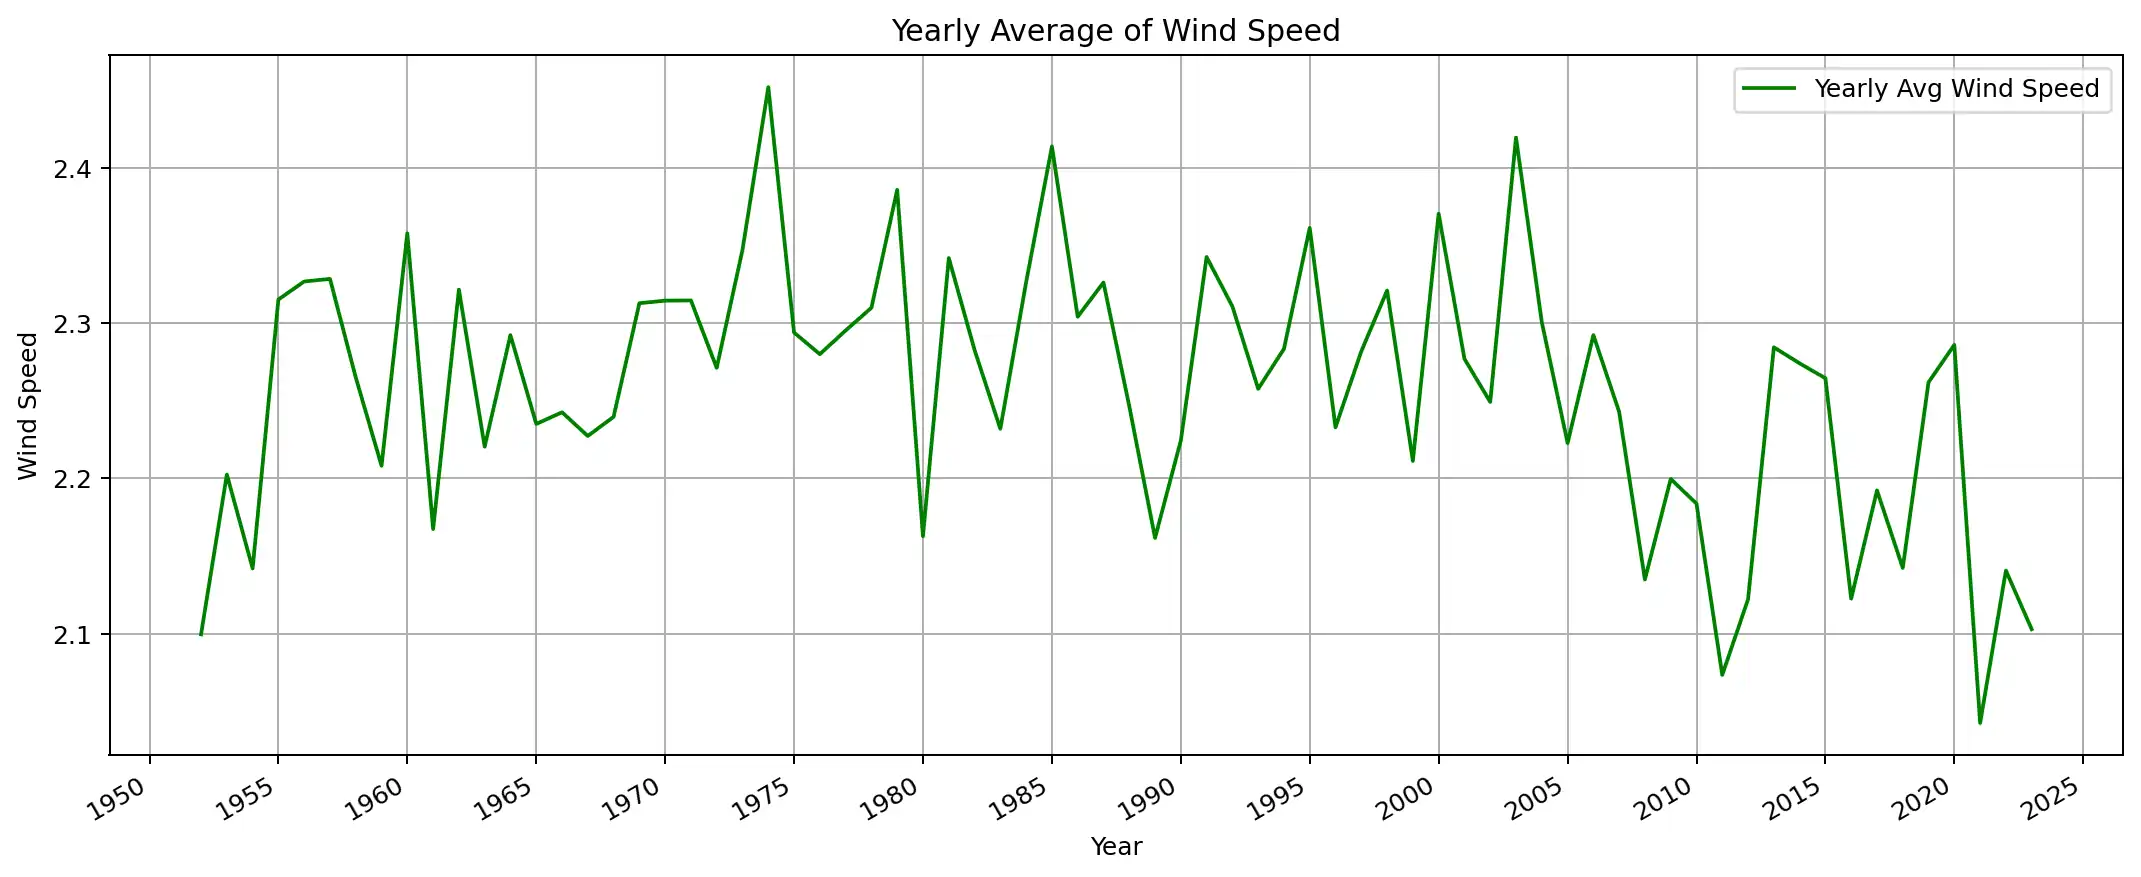 Yearly Average of Wind Speed
Yearly Avg Wind Speed
2.4
2.3
2.2
2.1
Wind Speed
1950 1955 1960 1965 1970 1975 1980 1985 1990 1995 2000 2005 2010 2015 2020 2025
Year